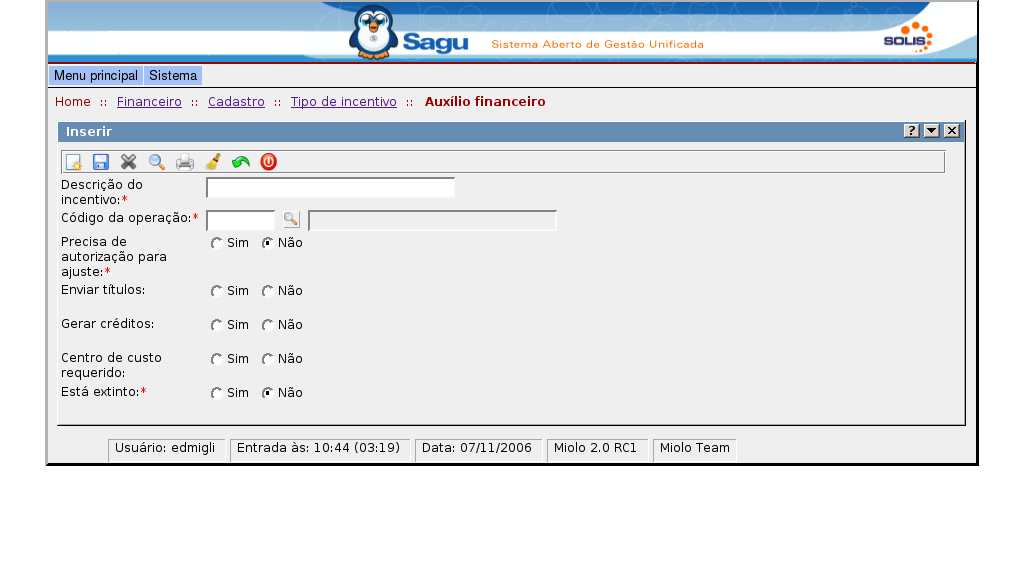 Sagu Sistema Aberto de Gestão Unificada SOLIS
Menu principal Sistema
Home :: Financeiro :: Cadastro :: Tipo de incentivo :: Auxílio financeiro
Inserir
Descrição do
incentivo:*
Código da operação:*
Precisa de
autorização para
ajuste:*
Sim Não
Enviar títulos: Sim Não
Gerar créditos: Sim Não
Centro de custo
requerido:
Sim Não
Está extinto:* Sim Não
Usuário: edmigli Entrada às: 10:44 (03:19) Data: 07/11/2006 Miolo 2.0 RC1 Miolo Team